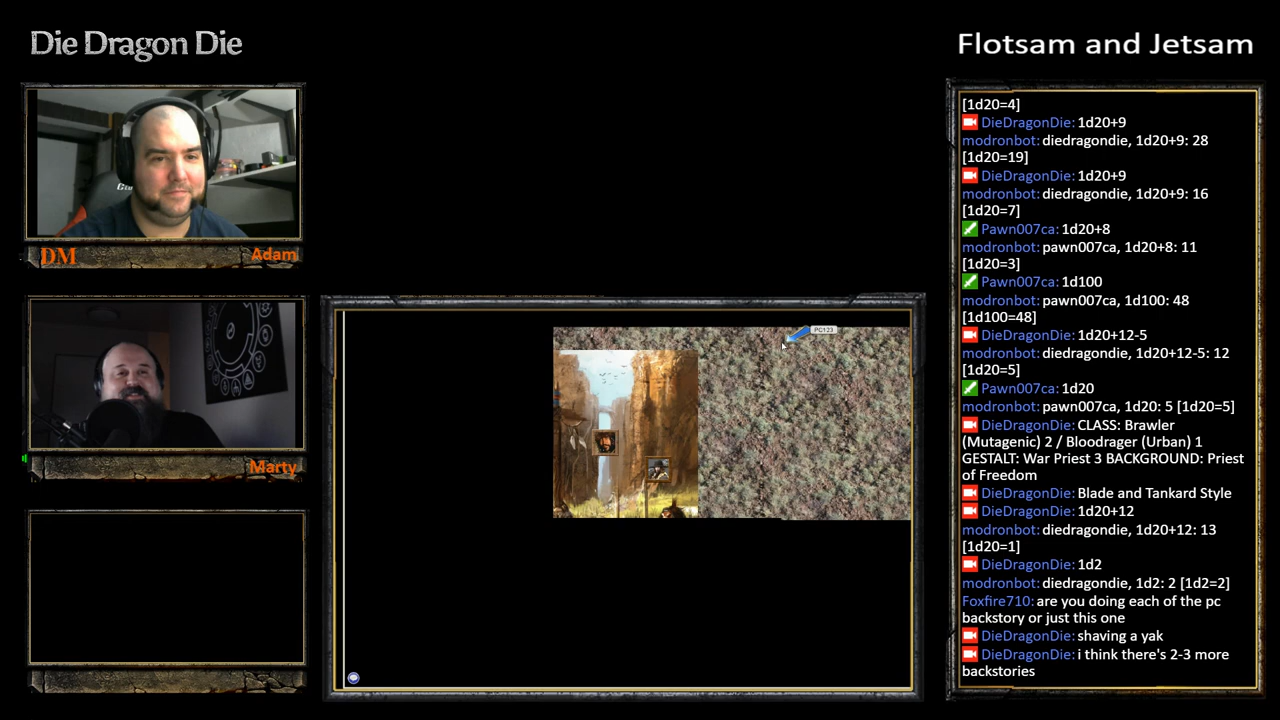 Die Dragon Die
Flotsam and Jetsam
DM
Adam
Marty
PC123
[1d20=4]
DieDragonDie: 1d20+9
modronbot: diedragondie, 1d20+9: 28
[1d20=19]
DieDragonDie: 1d20+9
modronbot: diedragondie, 1d20+9: 16
[1d20=7]
Pawn007ca: 1d20+8
modronbot: pawn007ca, 1d20+8: 11
[1d20=3]
Pawn007ca: 1d100
modronbot: pawn007ca, 1d100: 48
[1d100=48]
DieDragonDie: 1d20+12-5
modronbot: diedragondie, 1d20+12-5: 12
[1d20=5]
Pawn007ca: 1d20
modronbot: pawn007ca, 1d20: 5 [1d20=5]
DieDragonDie: CLASS: Brawler
(Mutagenic) 2 / Bloodrager (Urban) 1
GESTALT: War Priest 3 BACKGROUND: Priest
of Freedom
DieDragonDie: Blade and Tankard Style
DieDragonDie: 1d20+12
modronbot: diedragondie, 1d20+12: 13
[1d20=1]
DieDragonDie: 1d2
modronbot: diedragondie, 1d2: 2 [1d2=2]
Foxfire710: are you doing each of the pc
backstory or just this one
DieDragonDie: shaving a yak
DieDragonDie: i think there's 2-3 more
backstories